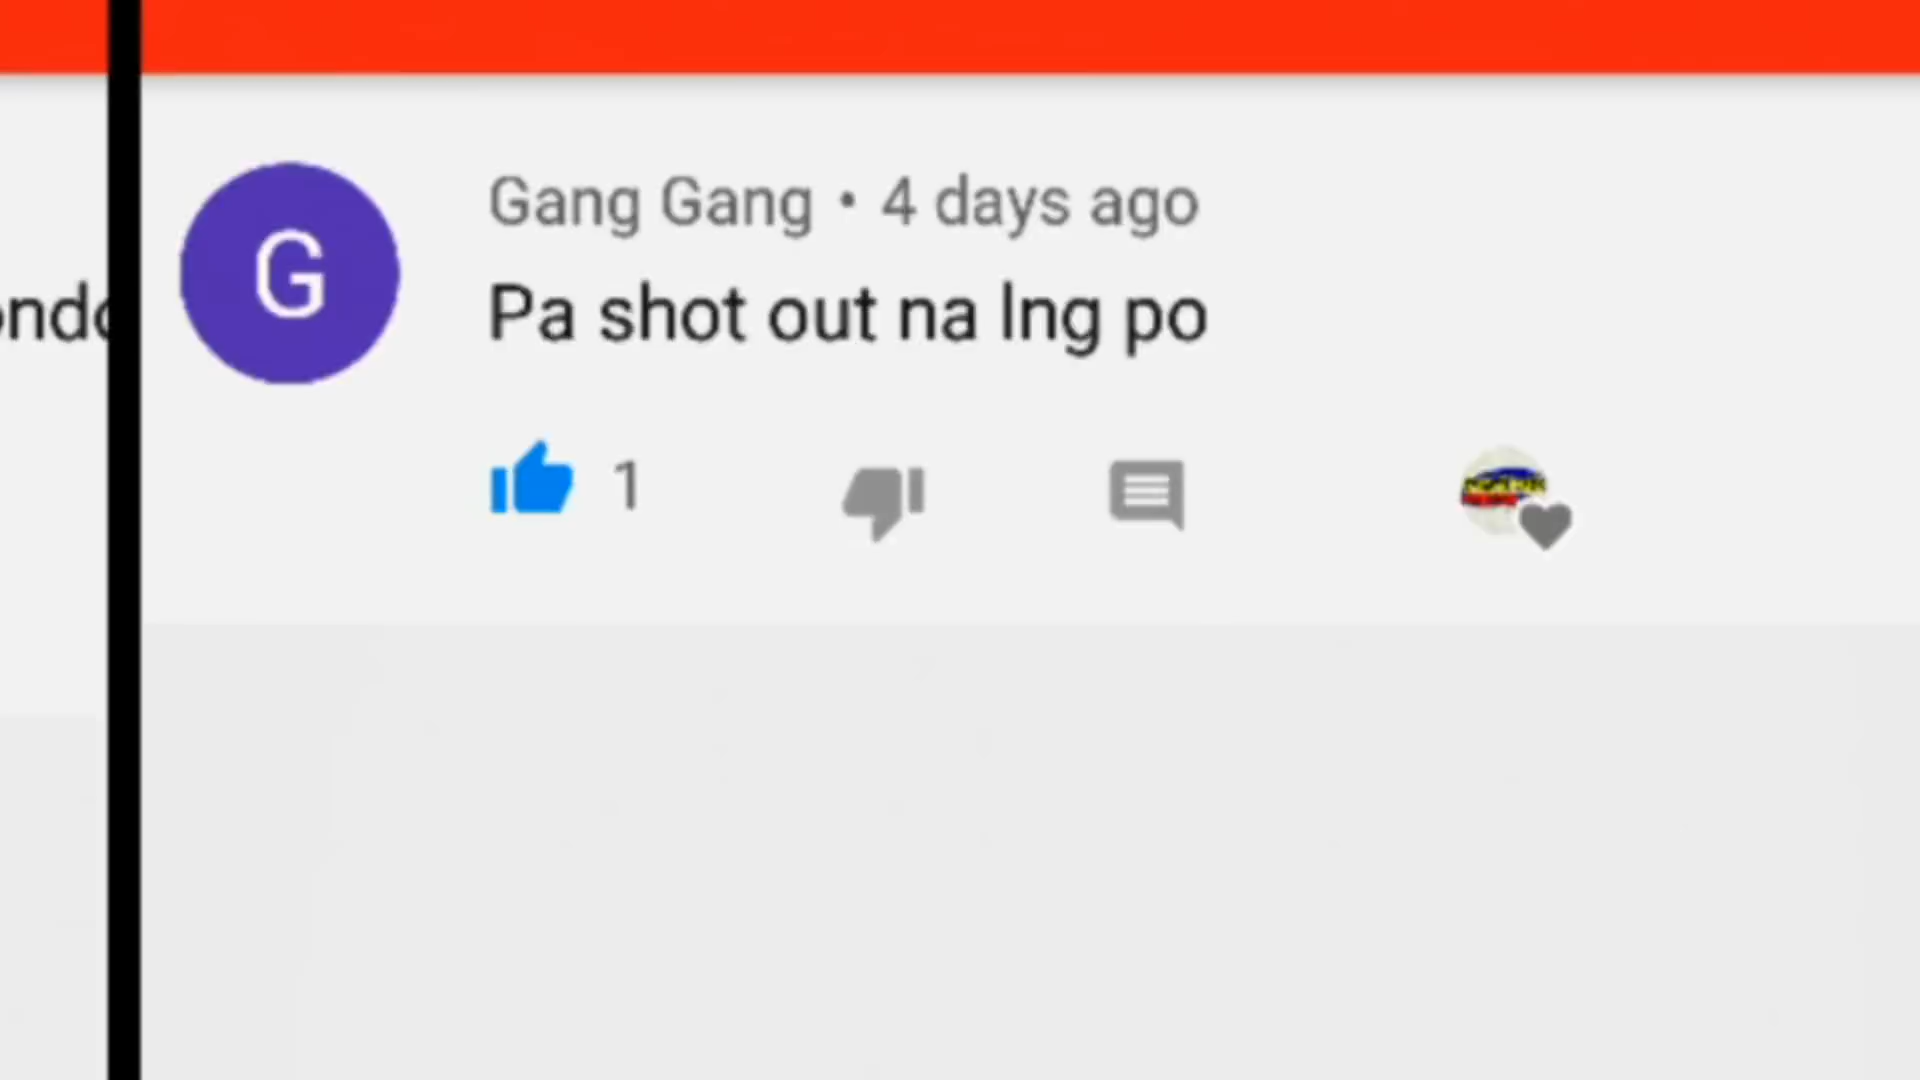 G
Gang Gang • 4 days ago
Pa shot out na lng po
1